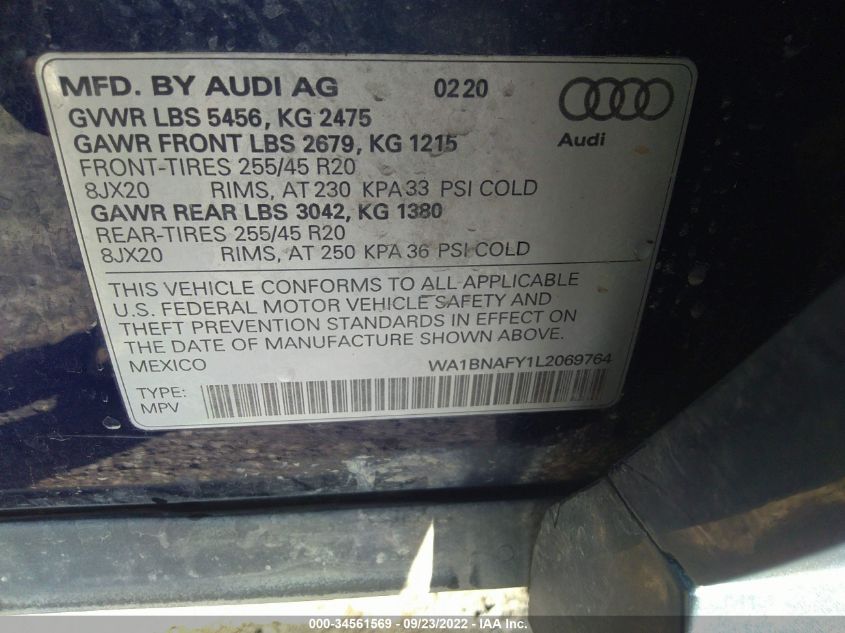 MFD. BY AUDI AG 0220
GVWR LBS 5456, KG 2475
GAWR FRONT LBS 2679, KG 1215
Audi
FRONT-TIRES 255/45 R20
8JX20 RIMS, AT 230 KPA 33 PSI COLD
GAWR REAR LBS 3042, KG 1380
REAR-TIRES 255/45 R20
8JX20 RIMS, AT 250 KPA 36 PSI COLD
THIS VEHICLE CONFORMS TO ALL APPLICABLE
U.S. FEDERAL MOTOR VEHICLE SAFETY AND
THEFT PREVENTION STANDARDS IN EFFECT ON
THE DATE OF MANUFACTURE SHOWN ABOVE.
MEXICO WA1BNAFY1L2069764
TYPE:
MPV
000-34561569 - 09/23/2022 - IAA Inc.